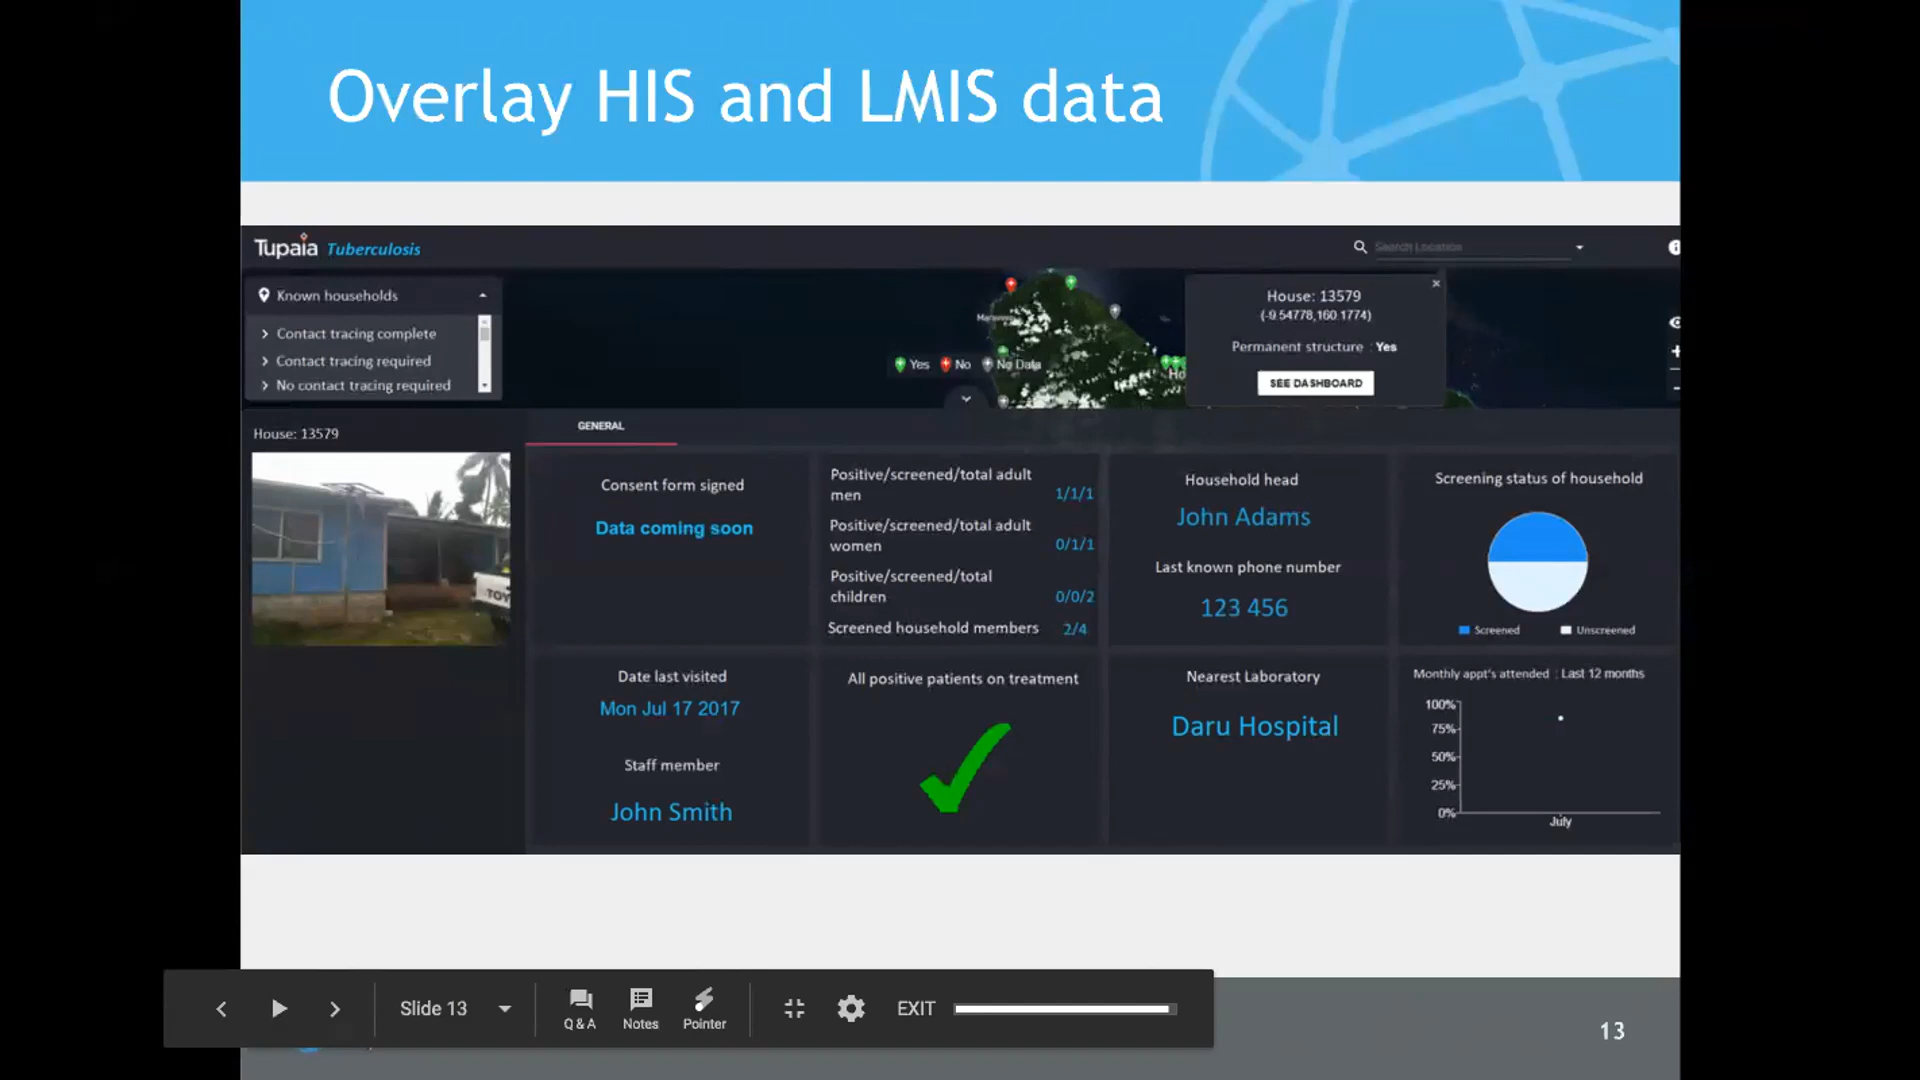 Overlay HIS and LMIS data
Tupaia Tuberculosis
Search Location
Known households
Contact tracing complete
Contact tracing required
No contact tracing required
Yes No No Data
House: 13579
(-9.54778,160.1774)
Permanent structure : Yes
SEE DASHBOARD
House: 13579
GENERAL
Consent form signed
Data coming soon
Positive/screened/total adult
men 1/1/1
Positive/screened/total adult
women 0/1/1
Positive/screened/total
children 0/0/2
Screened household members 2/4
Household head
John Adams
Last known phone number
123 456
Screening status of household
Screened Unscreened
Date last visited
Mon Jul 17 2017
Staff member
John Smith
All positive patients on treatment
Nearest Laboratory
Daru Hospital
Monthly appt's attended : Last 12 months
100%
75%
50%
25%
0%
July
Slide 13
Q & A
Notes
Pointer
EXIT
13